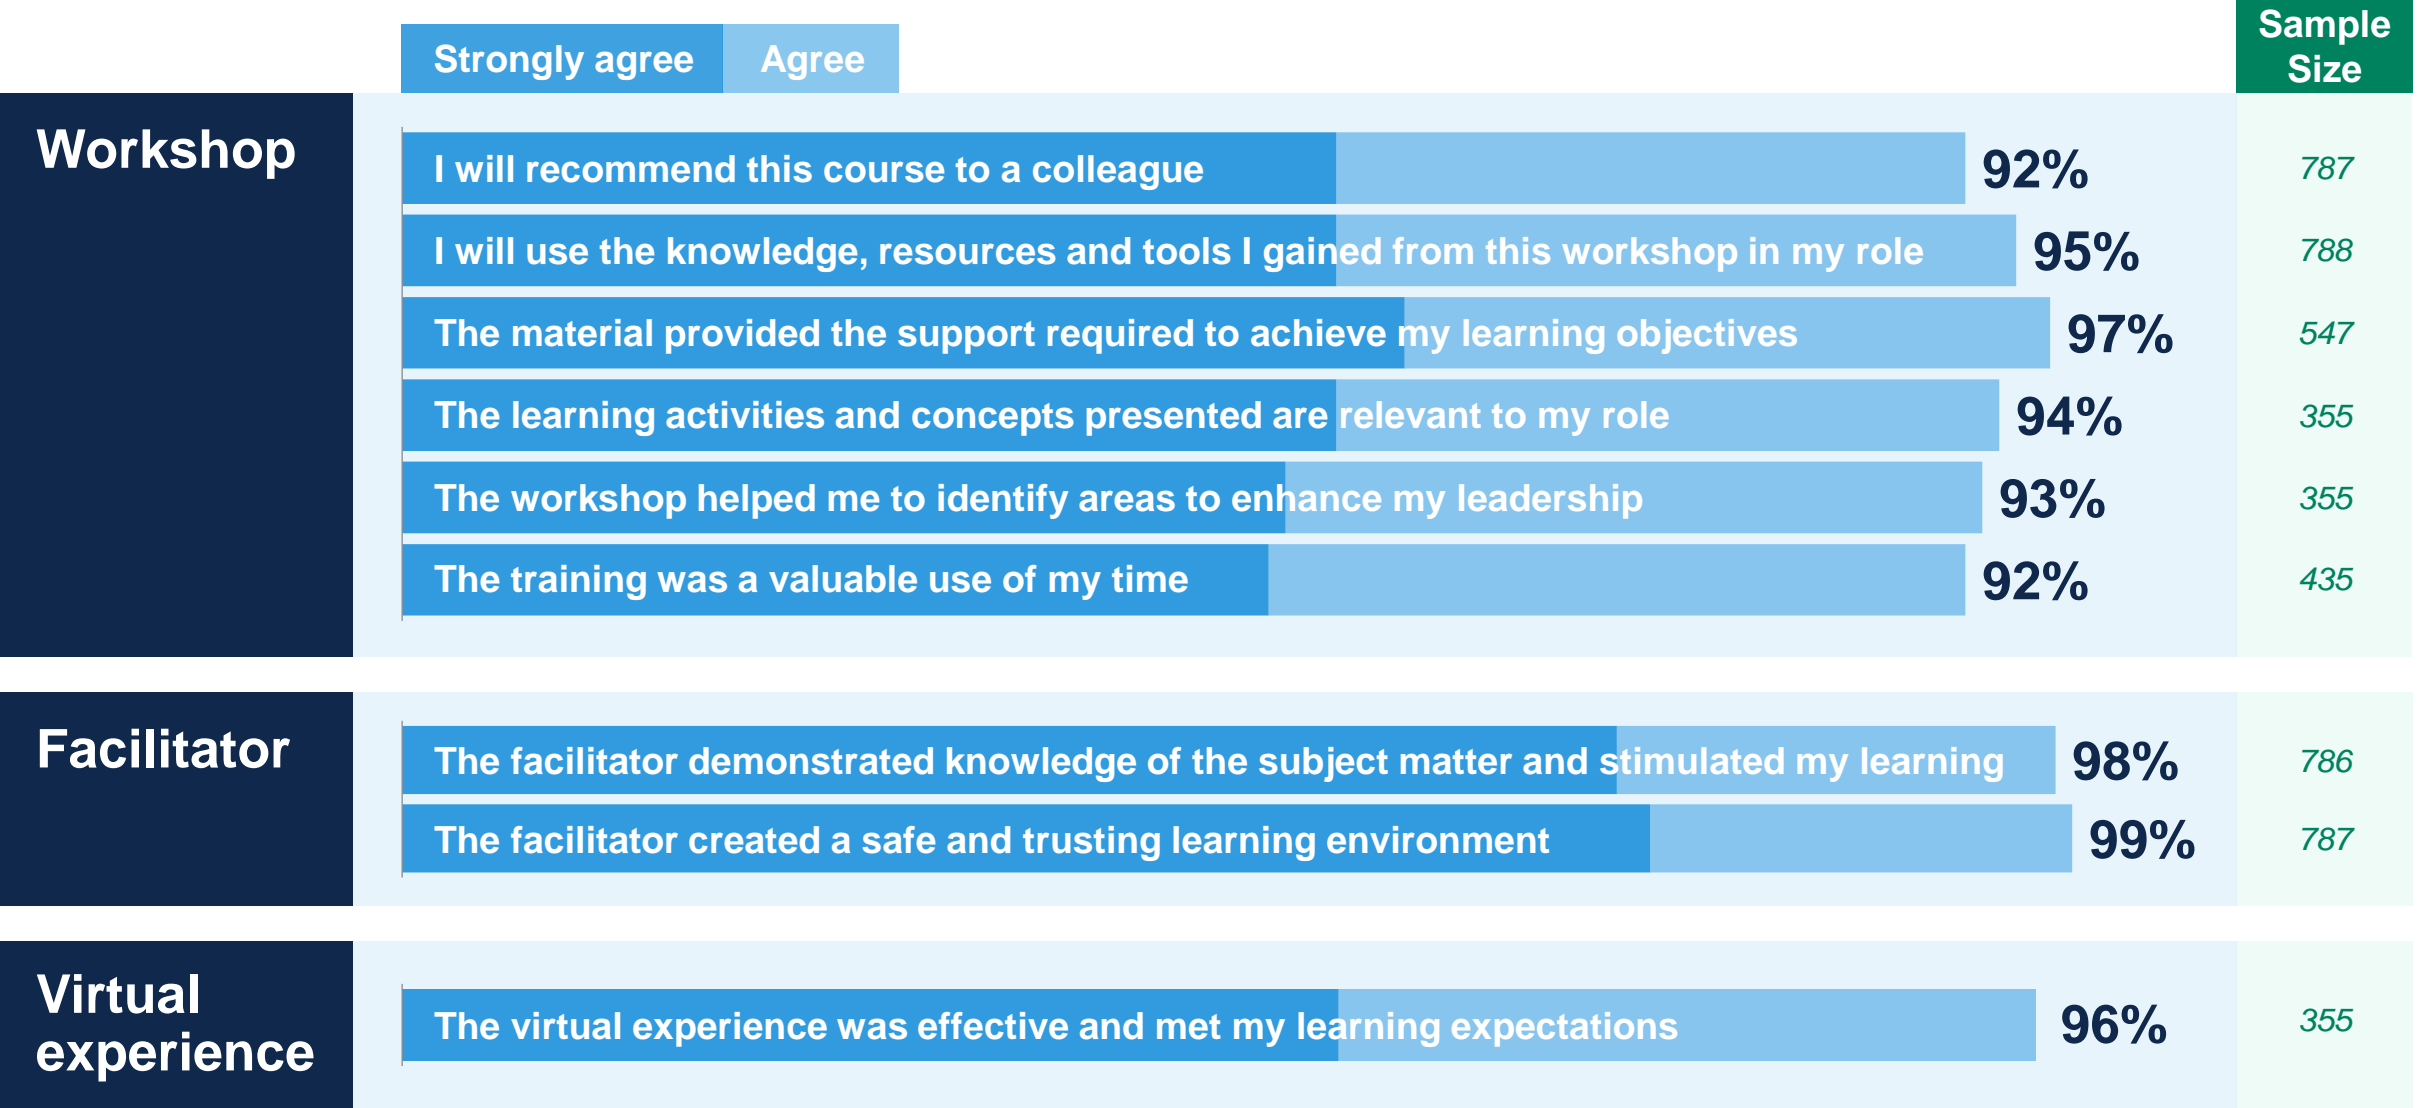 Strongly agree Agree
Sample
Size
Workshop
I will recommend this course to a colleague 92% 787
I will use the knowledge, resources and tools I gained from this workshop in my role 95% 788
The material provided the support required to achieve my learning objectives 97% 547
The learning activities and concepts presented are relevant to my role 94% 355
The workshop helped me to identify areas to enhance my leadership 93% 355
The training was a valuable use of my time 92% 435
Facilitator
The facilitator demonstrated knowledge of the subject matter and stimulated my learning 98% 786
The facilitator created a safe and trusting learning environment 99% 787
Virtual
experience
The virtual experience was effective and met my learning expectations 96% 355